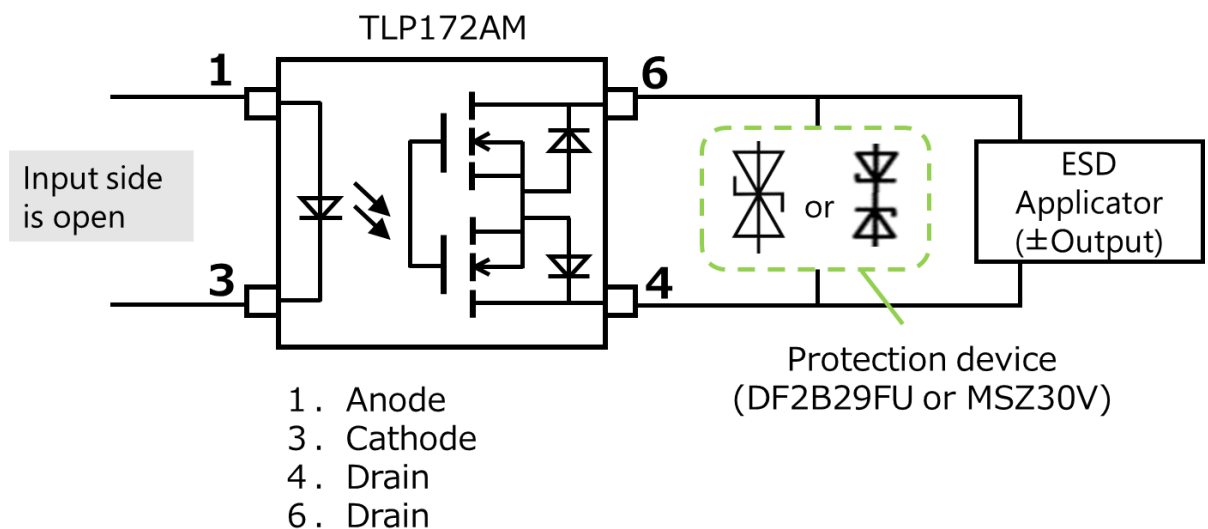 TLP172AM
1
6
Input side
is open
or
ESD
Applicator
(±Output)
3
4
Protection device
(DF2B29FU or MSZ30V)
1. Anode
3. Cathode
4. Drain
6. Drain